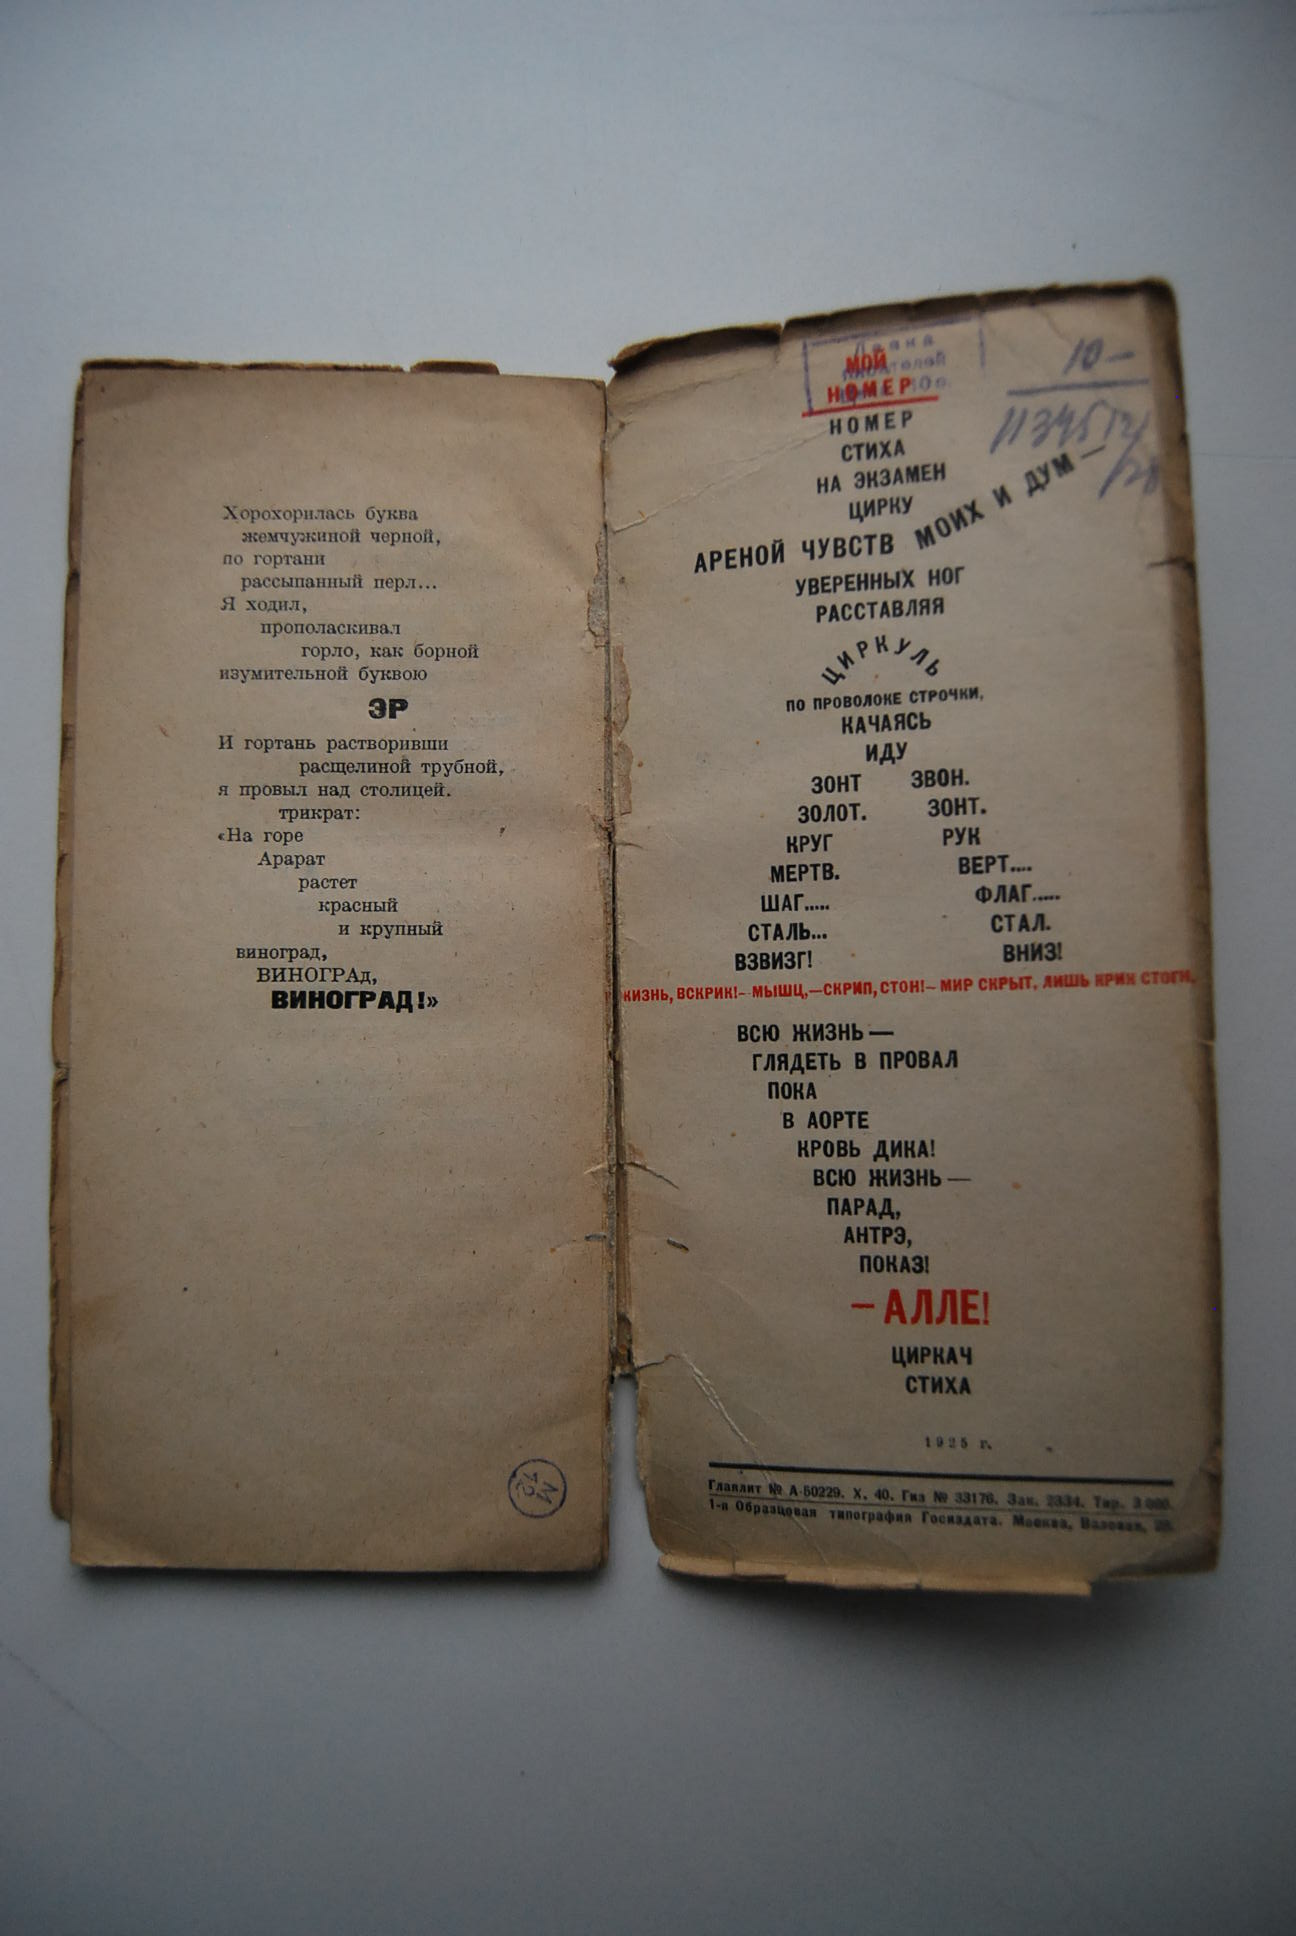 Хорохорилась буква
жемчужиной черной,
по гортани
рассыпанный перл...
Я ходил,
прополаскивал
горло, как борной
изумительной буквою
ЭР
И гортань растворивши
расщелиной трубной,
я провыл над столицей.
трикрат:
«На горе
Арарат
растет
красный
и крупный
виноград,
ВИНОГРАд,
ВИНОГРАД!»
МОЙ
НОМЕР
10—
НОМЕР
СТИХА
НА ЭКЗАМЕН
ЦИРКУ
АРЕНОЙ ЧУВСТВ МОИХ И ДУМ —
УВЕРЕННЫХ НОГ
РАССТАВЛЯЯ
ЦИРКУЛЬ
ПО ПРОВОЛОКЕ СТРОЧКИ,
КАЧАЯСЬ
ИДУ
ЗОНТ ЗВОН.
ЗОЛОТ. ЗОНТ.
КРУГ РУК
МЕРТВ. ВЕРТ....
ШАГ..... ФЛАГ.....
СТАЛЬ... СТАЛ.
ВЗВИЗГ! ВНИЗ!
ЖИЗНЬ, ВСКРИК!— МЫШЦ,—СКРИП, СТОН!— МИР СКРЫТ, ЛИШЬ КРИК СТОГН.
ВСЮ ЖИЗНЬ —
ГЛЯДЕТЬ В ПРОВАЛ
ПОКА
В АОРТЕ
КРОВЬ ДИКА!
ВСЮ ЖИЗНЬ —
ПАРАД,
АНТРЭ,
ПОКАЗ!
— АЛЛЕ!
ЦИРКАЧ
СТИХА
1925 г.
Главлит № А-50229. X. 40. Гиз № 33176. Зак. 2334. Тир. 3 000.
1-я Образцовая типография Госиздата. Москва, Валовая, 28.